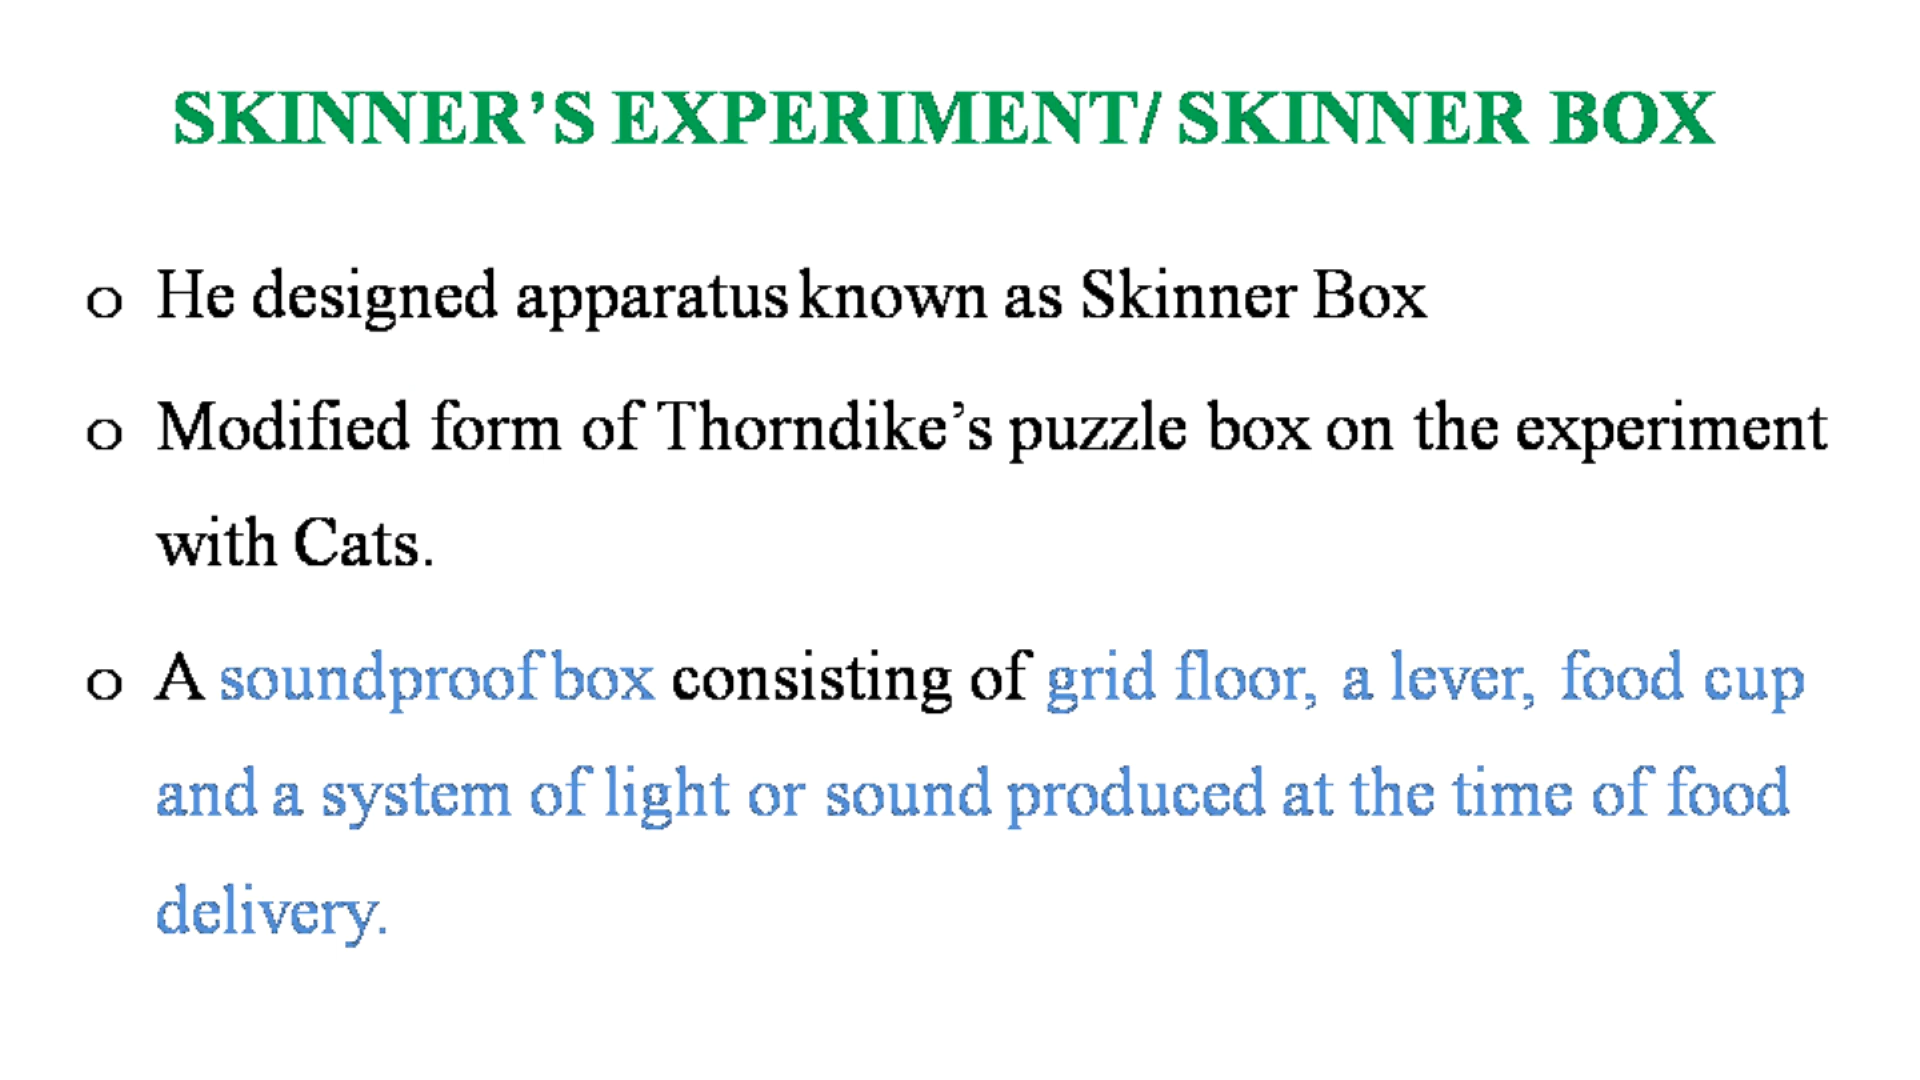 SKINNER’S EXPERIMENT/ SKINNER BOX
o He designed apparatus known as Skinner Box
o Modified form of Thorndike’s puzzle box on the experiment
with Cats.
o A soundproof box consisting of grid floor, a lever, food cup
and a system of light or sound produced at the time of food
delivery.